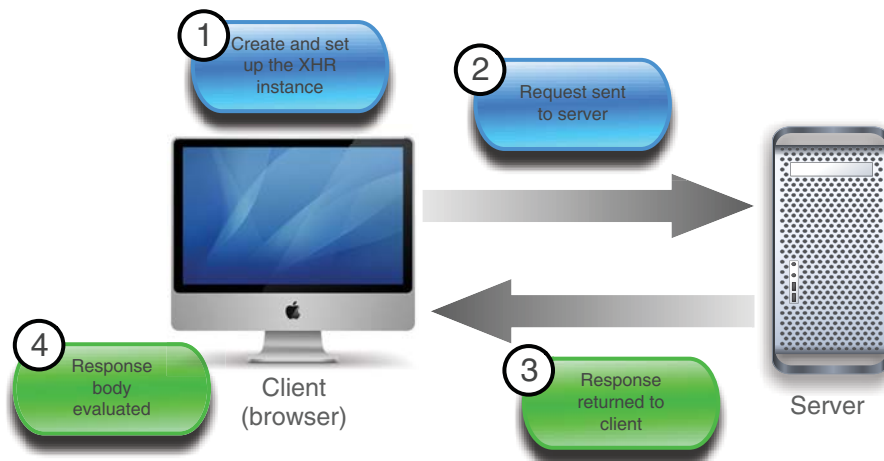 1
Create and set
up the XHR
instance
2
Request sent
to server
4
Response
body
evaluated
Client
(browser)
3
Response
returned to
client
Server